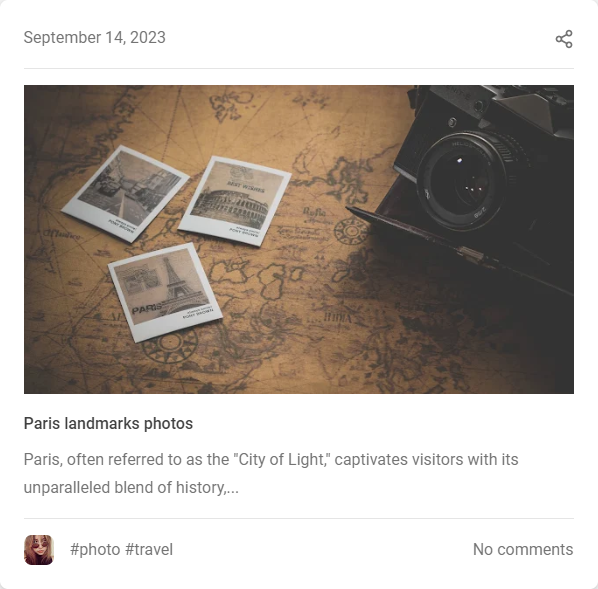 September 14, 2023
PARIS
Paris landmarks photos
Paris, often referred to as the "City of Light," captivates visitors with its
unparalleled blend of history,...
#photo #travel
No comments